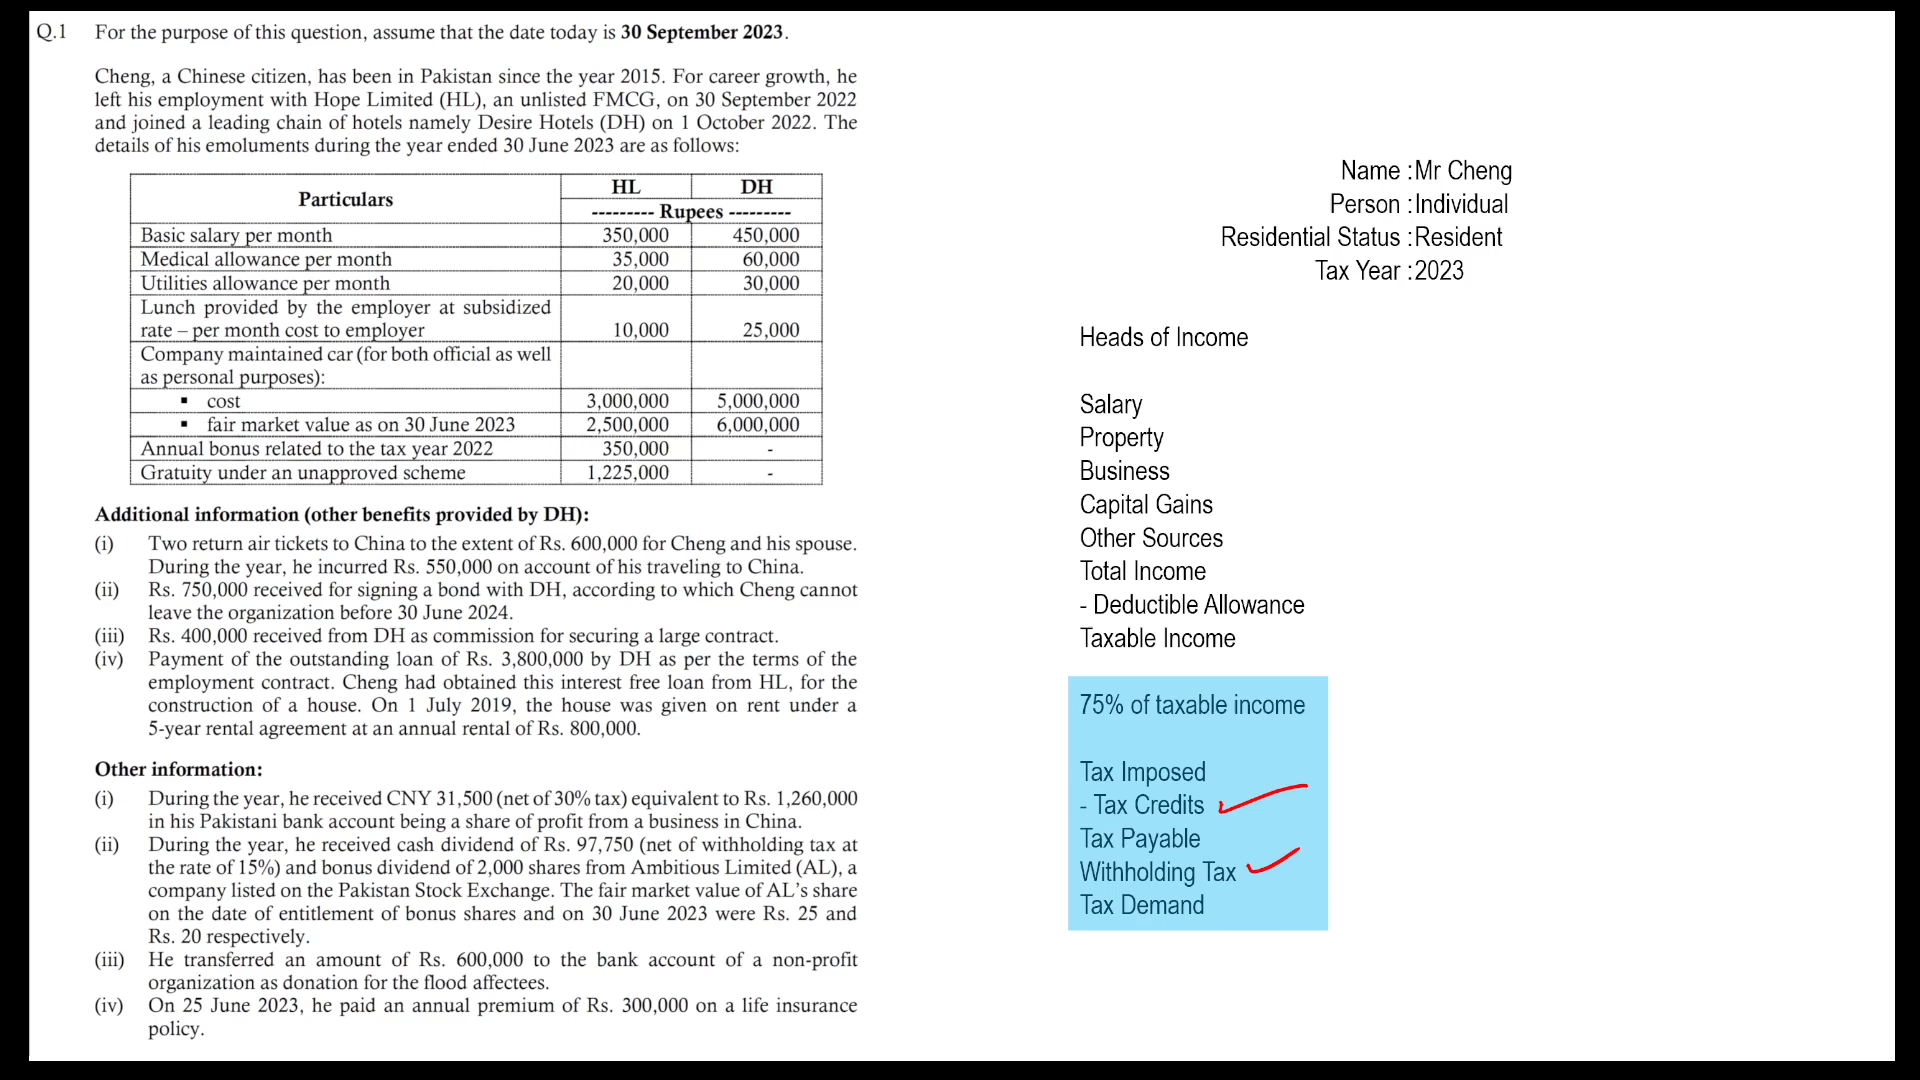 Q.1 For the purpose of this question, assume that the date today is 30 September 2023.
Cheng, a Chinese citizen, has been in Pakistan since the year 2015. For career growth, he
left his employment with Hope Limited (HL), an unlisted FMCG, on 30 September 2022
and joined a leading chain of hotels namely Desire Hotels (DH) on 1 October 2022. The
details of his emoluments during the year ended 30 June 2023 are as follows:
Particulars HL DH
--------- Rupees ---------
Basic salary per month 350,000 450,000
Medical allowance per month 35,000 60,000
Utilities allowance per month 20,000 30,000
Lunch provided by the employer at subsidized
rate – per month cost to employer 10,000 25,000
Company maintained car (for both official as well
as personal purposes):
▪ cost 3,000,000 5,000,000
▪ fair market value as on 30 June 2023 2,500,000 6,000,000
Annual bonus related to the tax year 2022 350,000 -
Gratuity under an unapproved scheme 1,225,000 -
Additional information (other benefits provided by DH):
(i) Two return air tickets to China to the extent of Rs. 600,000 for Cheng and his spouse.
During the year, he incurred Rs. 550,000 on account of his traveling to China.
(ii) Rs. 750,000 received for signing a bond with DH, according to which Cheng cannot
leave the organization before 30 June 2024.
(iii) Rs. 400,000 received from DH as commission for securing a large contract.
(iv) Payment of the outstanding loan of Rs. 3,800,000 by DH as per the terms of the
employment contract. Cheng had obtained this interest free loan from HL, for the
construction of a house. On 1 July 2019, the house was given on rent under a
5-year rental agreement at an annual rental of Rs. 800,000.
Other information:
(i) During the year, he received CNY 31,500 (net of 30% tax) equivalent to Rs. 1,260,000
in his Pakistani bank account being a share of profit from a business in China.
(ii) During the year, he received cash dividend of Rs. 97,750 (net of withholding tax at
the rate of 15%) and bonus dividend of 2,000 shares from Ambitious Limited (AL), a
company listed on the Pakistan Stock Exchange. The fair market value of AL's share
on the date of entitlement of bonus shares and on 30 June 2023 were Rs. 25 and
Rs. 20 respectively.
(iii) He transferred an amount of Rs. 600,000 to the bank account of a non-profit
organization as donation for the flood affectees.
(iv) On 25 June 2023, he paid an annual premium of Rs. 300,000 on a life insurance
policy.
Name :Mr Cheng
Person :Individual
Residential Status :Resident
Tax Year :2023
Heads of Income
Salary
Property
Business
Capital Gains
Other Sources
Total Income
- Deductible Allowance
Taxable Income
75% of taxable income
Tax Imposed
- Tax Credits
Tax Payable
Withholding Tax
Tax Demand